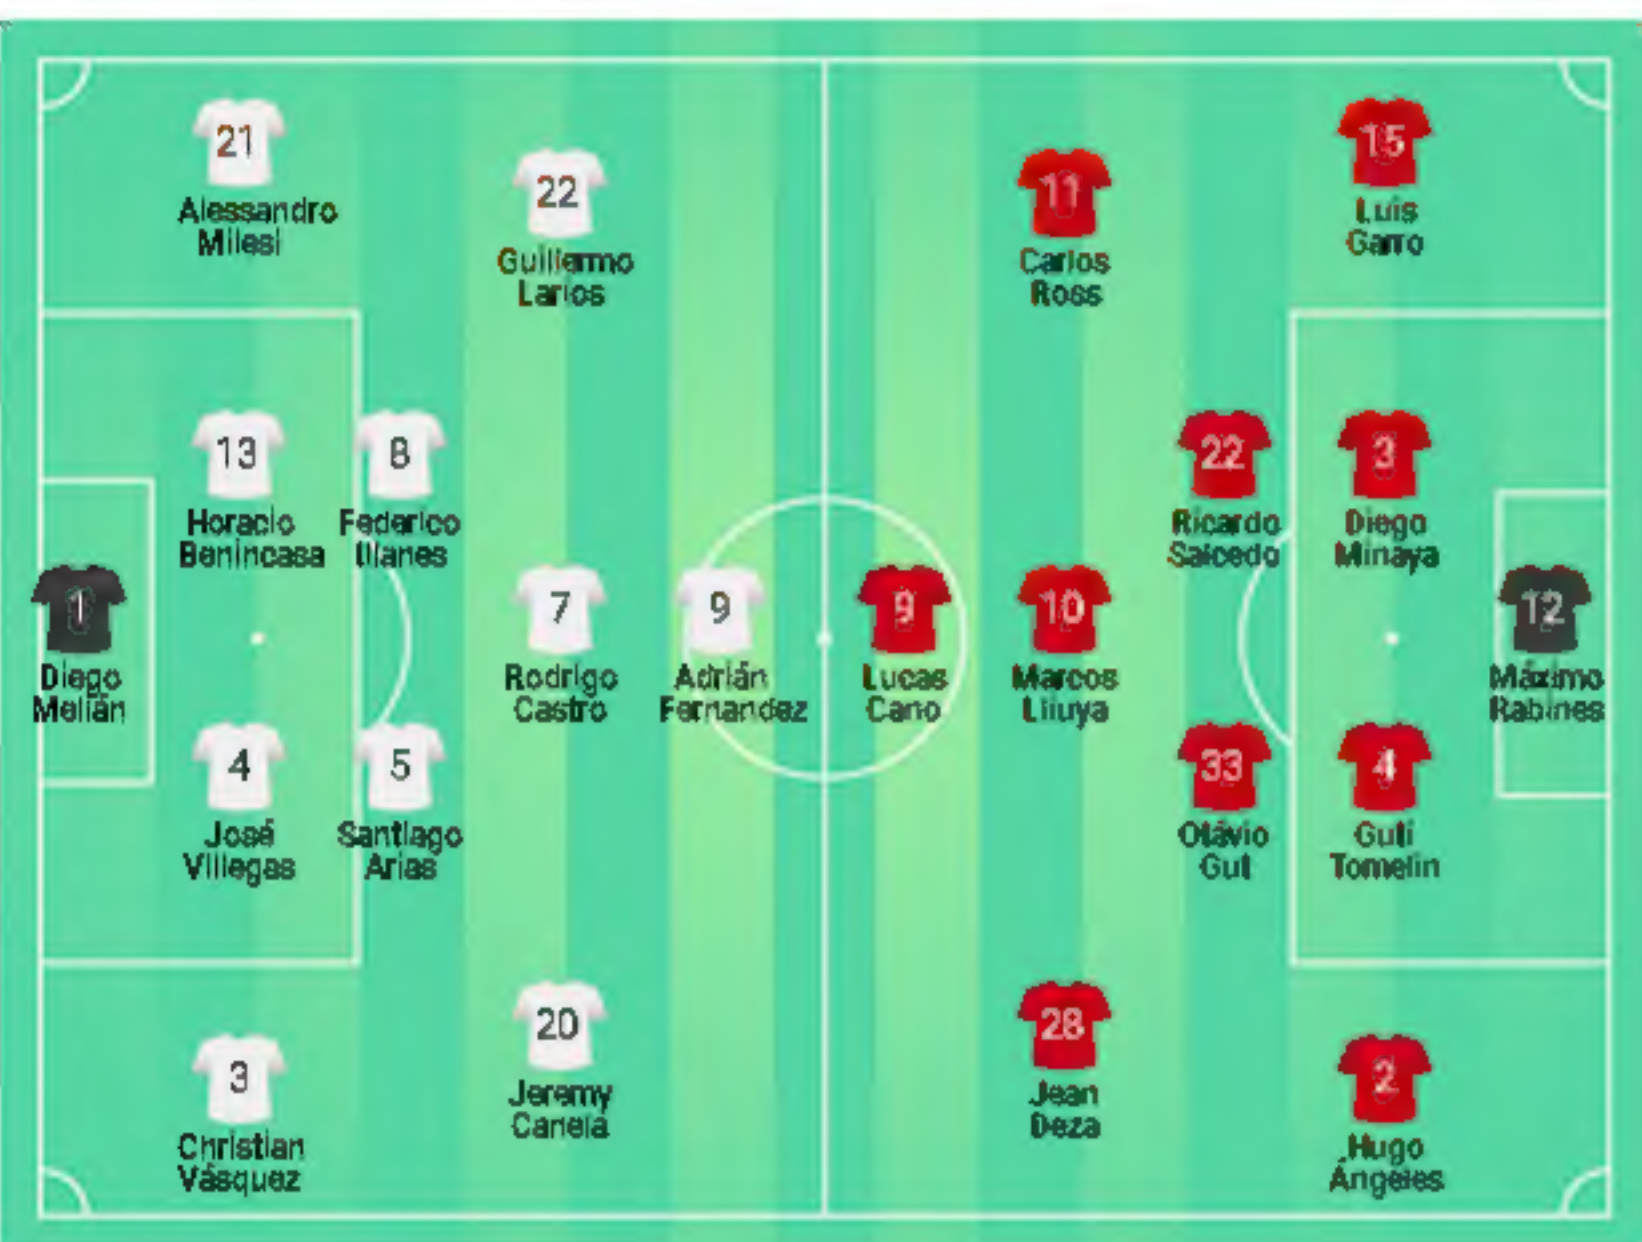 21
Alessandro
Milesi
22
Guillermo
Larios
11
Carlos
Ross
15
Luis
Garro
13
Horacio
Benincasa
8
Federico
Illanes
22
Ricardo
Salcedo
3
Diego
Minaya
1
Diego
Melián
7
Rodrigo
Castro
9
Adrián
Fernandez
9
Lucas
Cano
10
Marcos
Lliuya
12
Máximo
Rabines
4
José
Villegas
5
Santiago
Arias
33
Otávio
Gut
4
Guti
Tomelin
3
Christian
Vásquez
20
Jeremy
Canela
28
Jean
Deza
2
Hugo
Ángeles